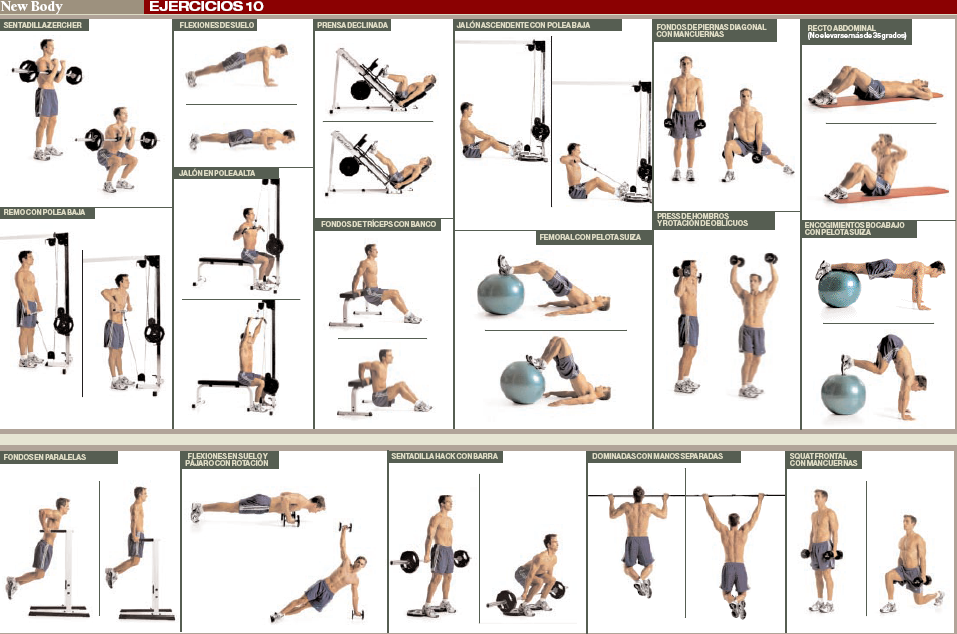 New Body
EJERCICIOS 10
SENTADILLA ZERCHER
FLEXIONES DE SUELO
PRENSA DECLINADA
JALÓN ASCENDENTE CON POLEA BAJA
FONDOS DE PIERNAS DIAGONAL
CON MANCUERNAS
RECTO ABDOMINAL
(No elevarse más de 35 grados)
JALÓN EN POLEA ALTA
REMO CON POLEA BAJA
FONDOS DE TRÍCEPS CON BANCO
FEMORAL CON PELOTA SUIZA
PRESS DE HOMBROS
Y ROTACIÓN DE OBLICUOS
ENCOGIMIENTOS BOCABAJO
CON PELOTA SUIZA
FONDOS EN PARALELAS
FLEXIONES EN SUELO Y
PÁJARO CON ROTACIÓN
SENTADILLA HACK CON BARRA
DOMINADAS CON MANOS SEPARADAS
SQUAT FRONTAL
CON MANCUERNAS